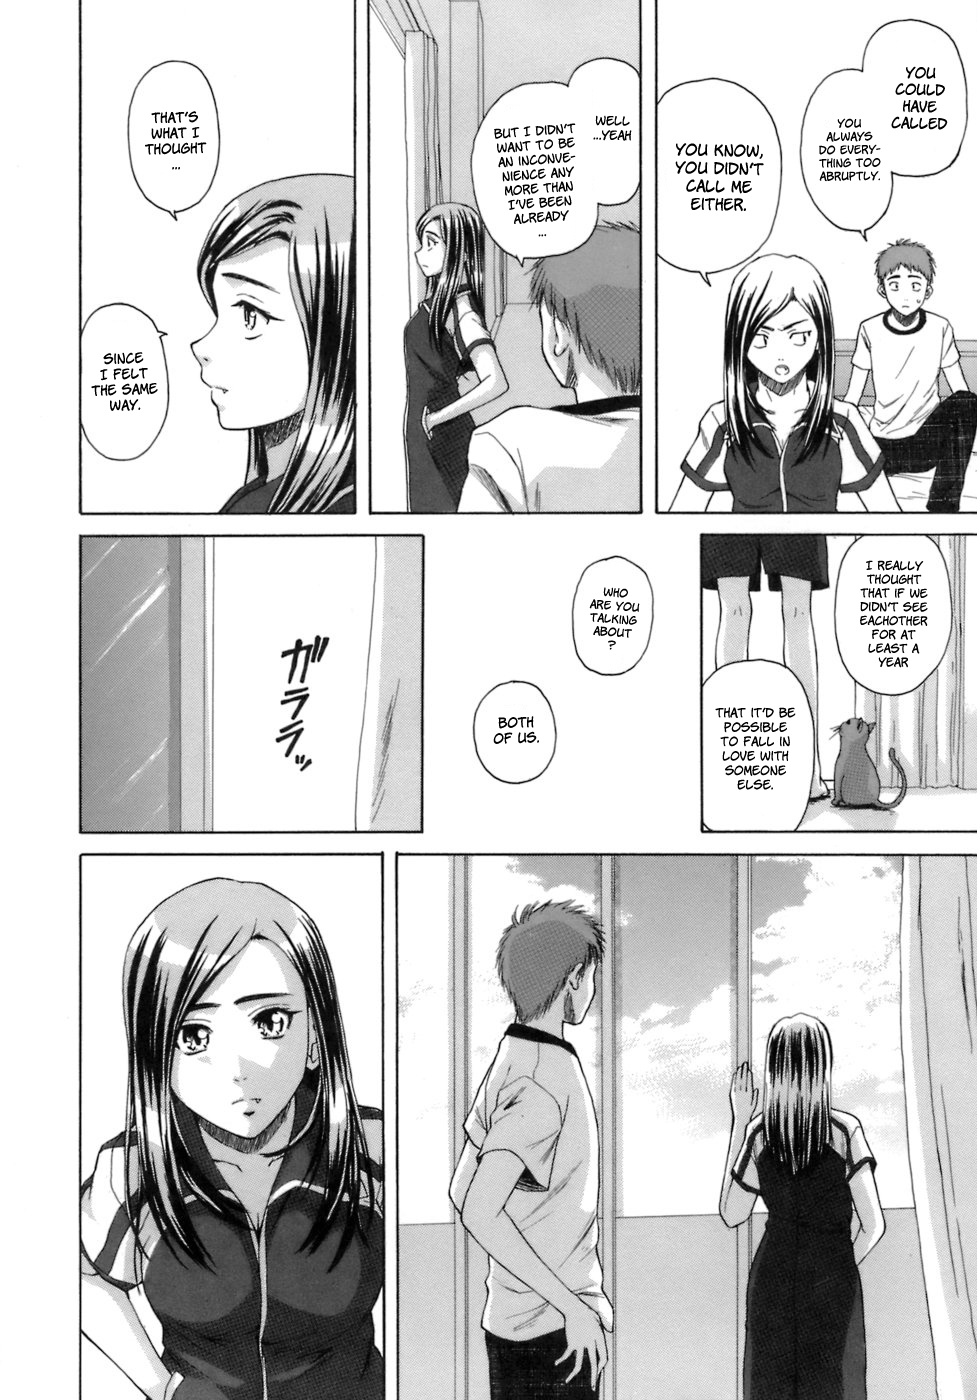 YOU
COULD
HAVE
CALLED
YOU
ALWAYS
DO EVERY-
THING TOO
ABRUPTLY.
YOU KNOW,
YOU DIDN'T
CALL ME
EITHER.
WELL
...YEAH
BUT I DIDN'T
WANT TO BE
AN INCONVE-
NIENCE ANY
MORE THAN
I'VE BEEN
ALREADY
...
THAT'S
WHAT I
THOUGHT
...
SINCE
I FELT
THE SAME
WAY.
I REALLY
THOUGHT
THAT IF WE
DIDN'T SEE
EACHOTHER
FOR AT
LEAST A
YEAR
THAT IT'D BE
POSSIBLE
TO FALL IN
LOVE WITH
SOMEONE
ELSE.
WHO
ARE YOU
TALKING
ABOUT
?
BOTH
OF US.
ガララッ